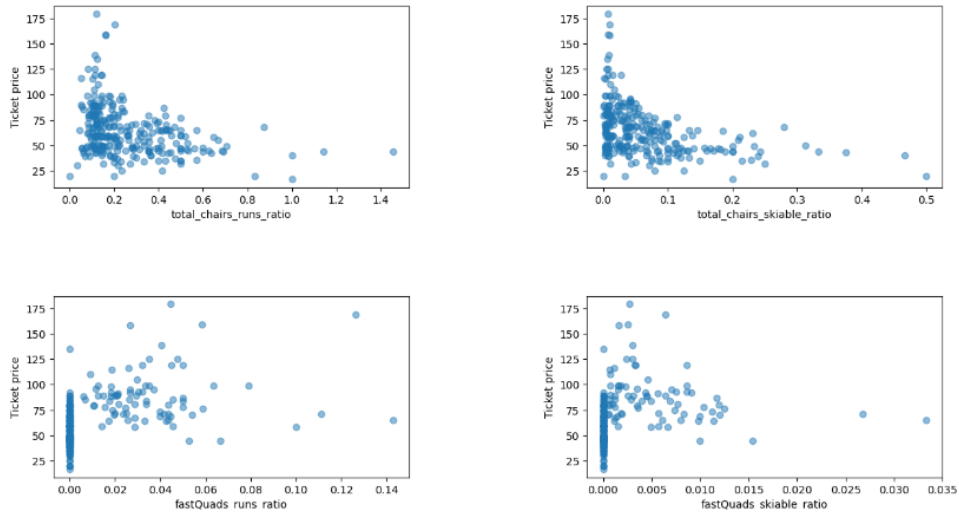 175
150
125
100
75
50
25
Ticket price
0.0 0.2 0.4 0.6 0.8 1.0 1.2 1.4
total_chairs_runs_ratio
175
150
125
100
75
50
25
Ticket price
0.0 0.1 0.2 0.3 0.4 0.5
total_chairs_skiable_ratio
175
150
125
100
75
50
25
Ticket price
0.00 0.02 0.04 0.06 0.08 0.10 0.12 0.14
fastQuads_runs_ratio
175
150
125
100
75
50
25
Ticket price
0.000 0.005 0.010 0.015 0.020 0.025 0.030 0.035
fastQuads_skiable_ratio